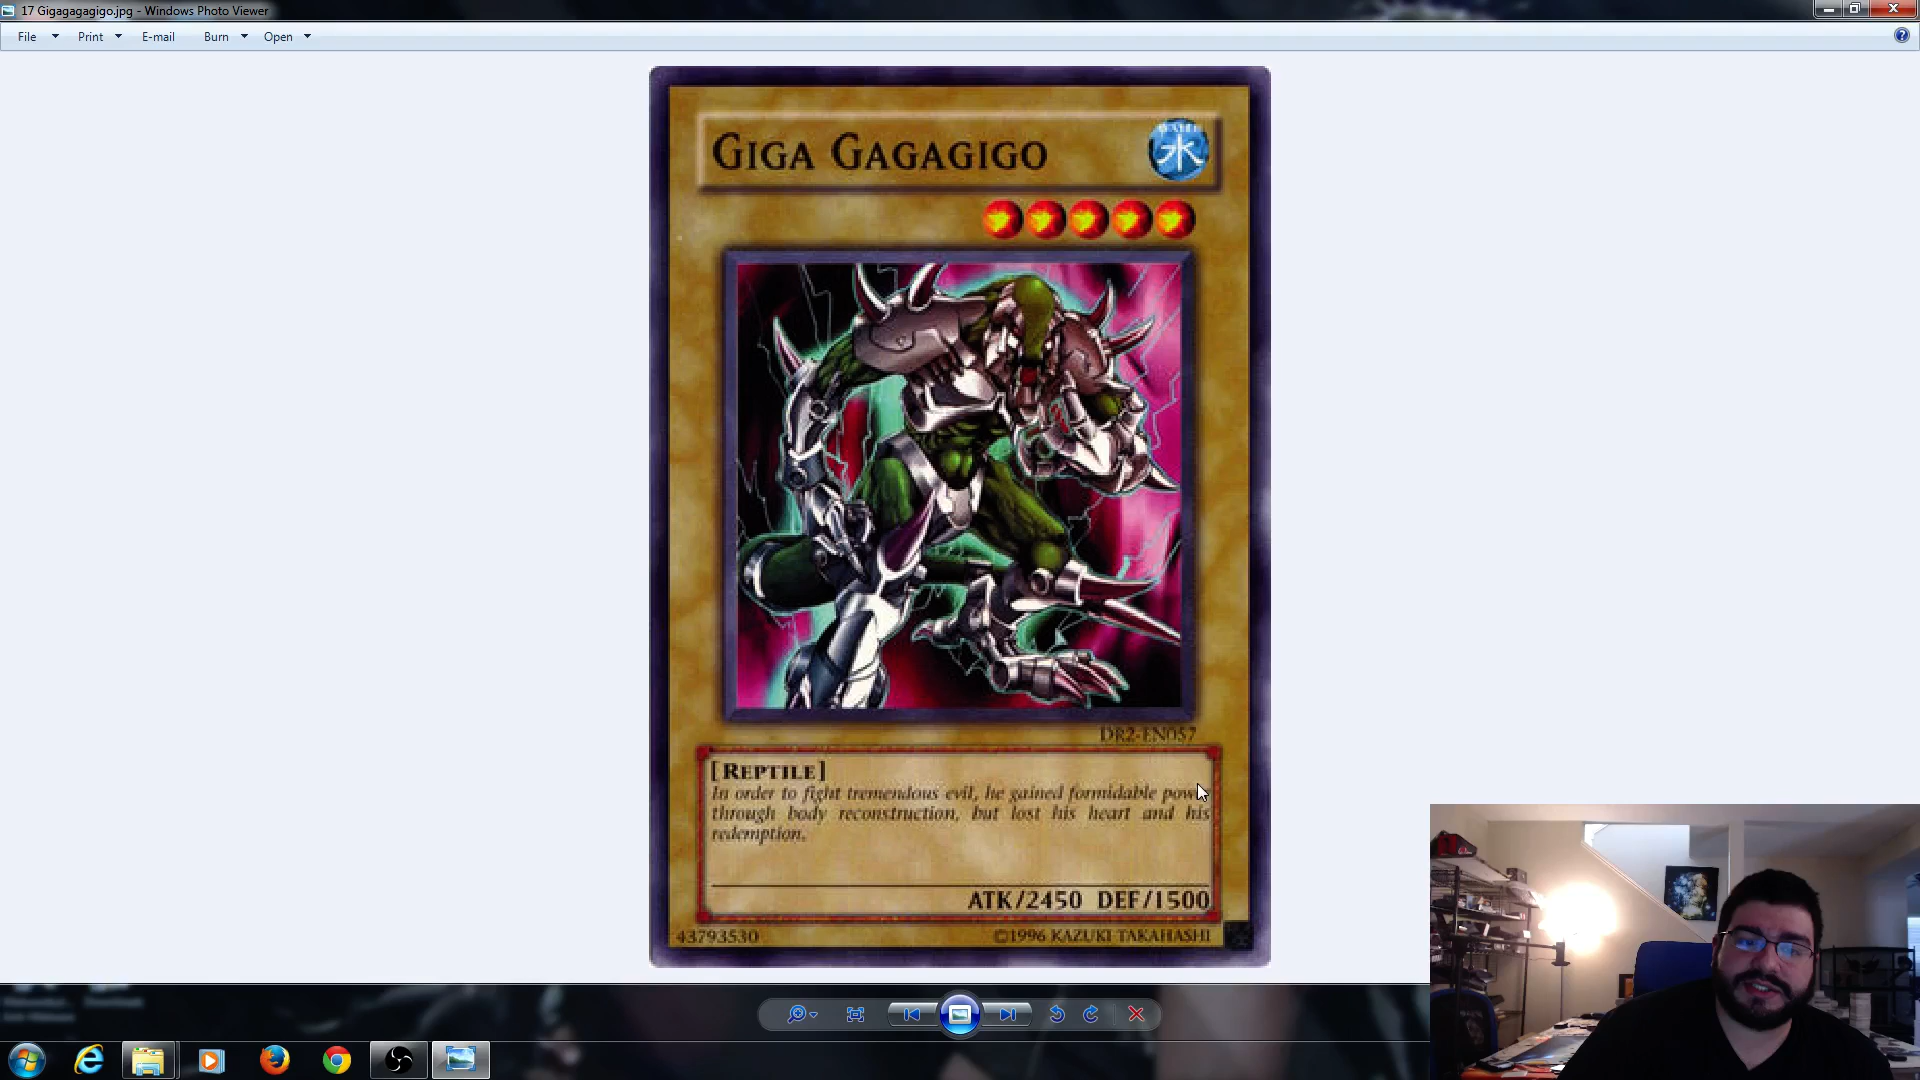 17 Gigagagagigo.jpg - Windows Photo Viewer
File Print E-mail Burn Open
GIGA GAGAGIGO
水
DR2-EN057
[REPTILE]
In order to fight tremendous evil, he gained formidable
through body reconstruction, but lost his heart and his
redemption.
ATK/2450 DEF/1500
43793530 ©1996 KAZUKI TAKAHASHI